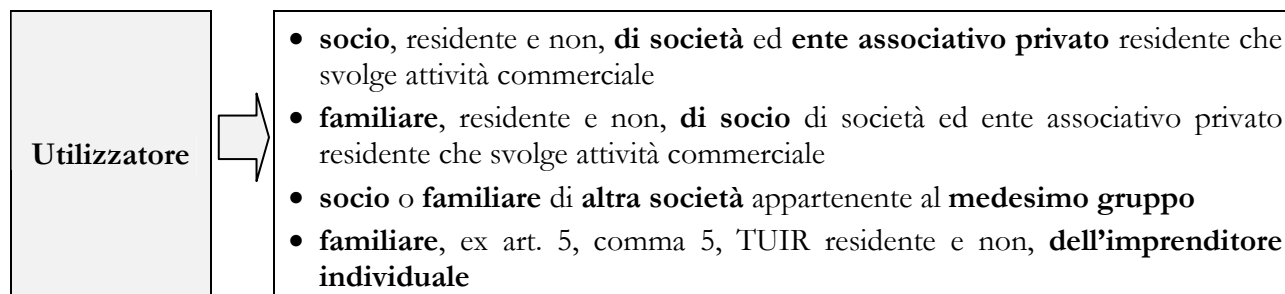 Utilizzatore
• socio, residente e non, di società ed ente associativo privato residente che
svolge attività commerciale
• familiare, residente e non, di socio di società ed ente associativo privato
residente che svolge attività commerciale
• socio o familiare di altra società appartenente al medesimo gruppo
• familiare, ex art. 5, comma 5, TUIR residente e non, dell'imprenditore
individuale